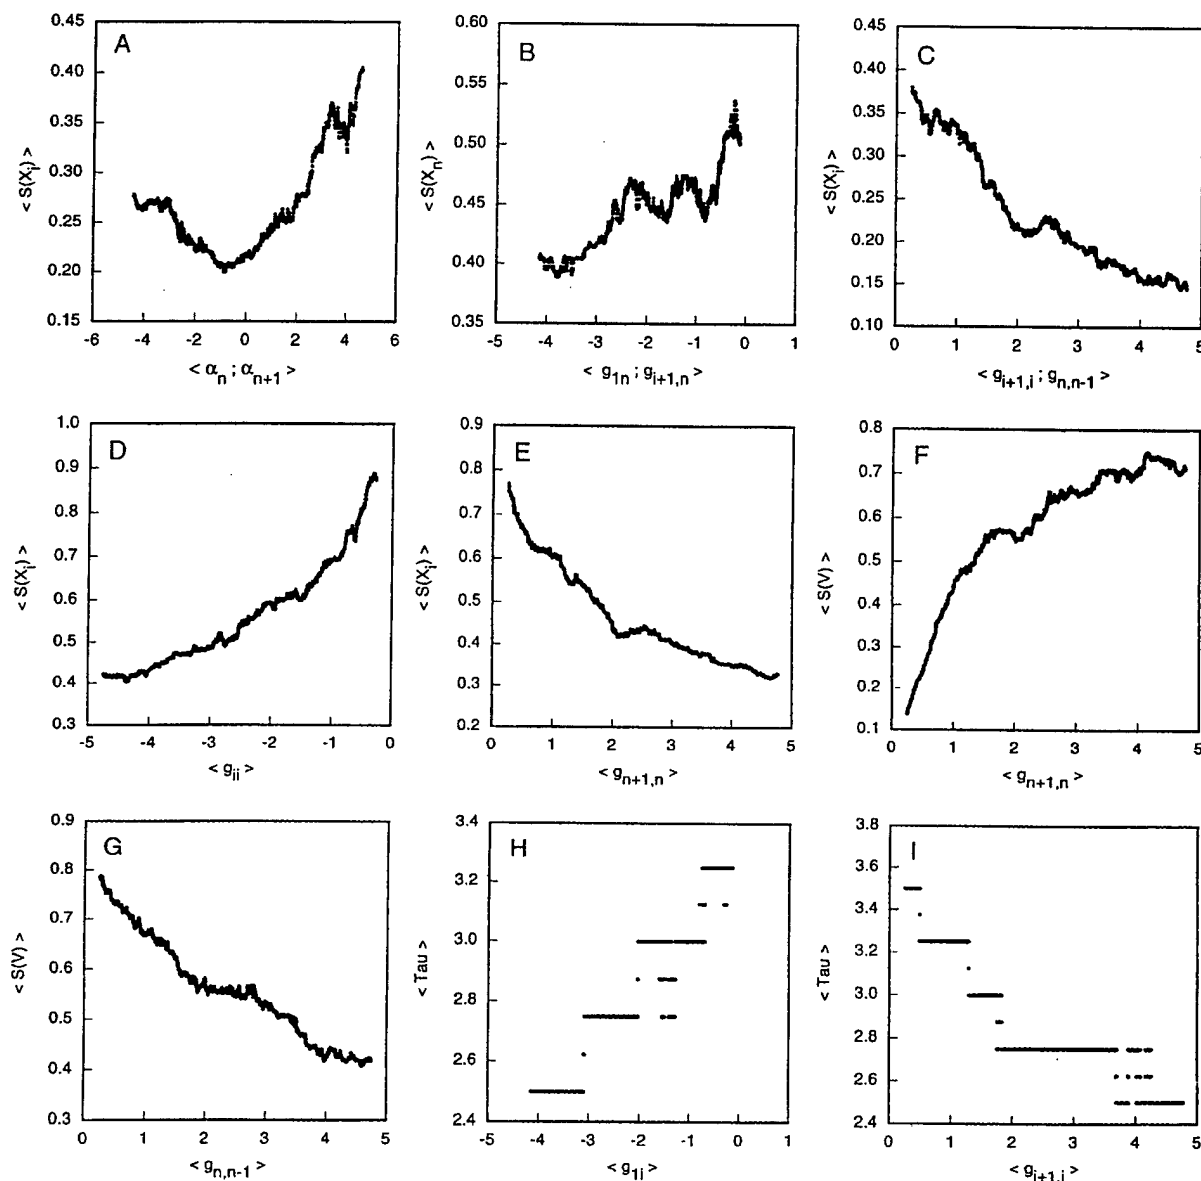 A
0.45
0.40
0.35
0.30
0.25
0.20
0.15
-6 -4 -2 0 2 4 6
< S(Xj) >
< αn ; αn+1 >
B
0.60
0.55
0.50
0.45
0.40
0.35
-5 -4 -3 -2 -1 0 1
< S(Xn) >
< g1n ; gi+1,n >
C
0.45
0.40
0.35
0.30
0.25
0.20
0.15
0.10
0 1 2 3 4 5
< S(Xj) >
< gi+1,i ; gn,n-1 >
D
1.0
0.9
0.8
0.7
0.6
0.5
0.4
0.3
-5 -4 -3 -2 -1 0
< S(Xj) >
< gii >
E
0.9
0.8
0.7
0.6
0.5
0.4
0.3
0.2
0 1 2 3 4 5
< S(Xj) >
< gn+1,n >
F
0.8
0.7
0.6
0.5
0.4
0.3
0.2
0.1
0 1 2 3 4 5
< S(V) >
< gn+1,n >
G
0.9
0.8
0.7
0.6
0.5
0.4
0.3
0 1 2 3 4 5
< S(V) >
< gn,n-1 >
H
3.4
3.2
3.0
2.8
2.6
2.4
-5 -4 -3 -2 -1 0 1
< Tau >
< g1j >
I
3.8
3.6
3.4
3.2
3.0
2.8
2.6
2.4
0 1 2 3 4 5
< Tau >
< gi+1,i >